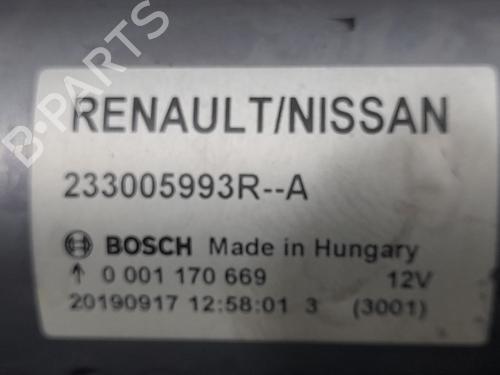 B-PARTS
RENAULT/NISSAN
233005993R--A
BOSCH Made in Hungary
↑ 0 001 170 669 12V
20190917 12:58:01 3 (3001)